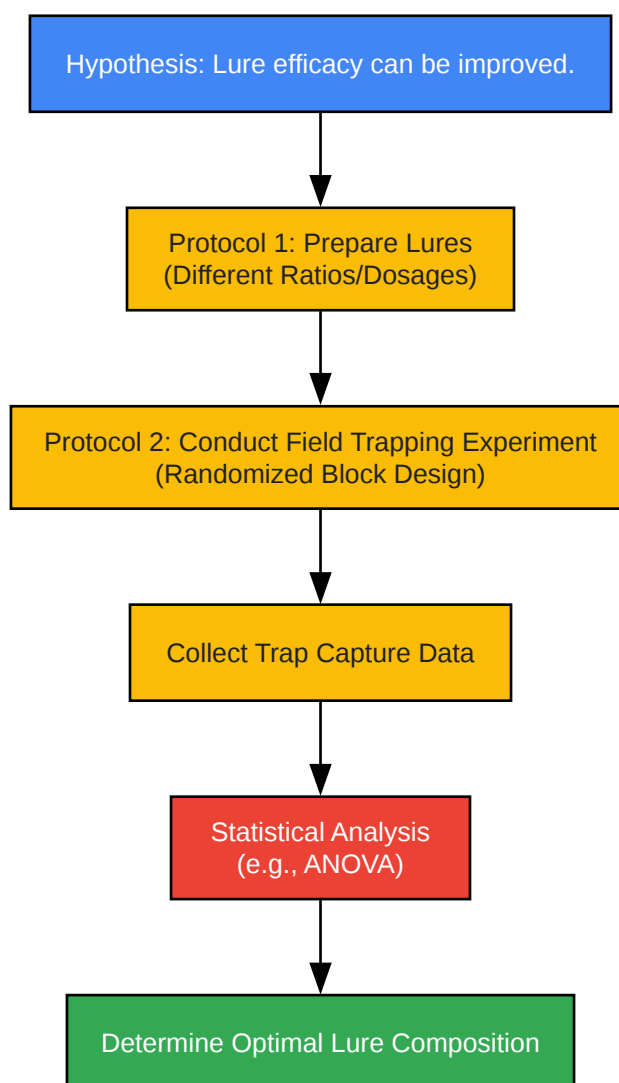 Hypothesis: Lure efficacy can be improved.
Protocol 1: Prepare Lures
(Different Ratios/Dosages)
Protocol 2: Conduct Field Trapping Experiment
(Randomized Block Design)
Collect Trap Capture Data
Statistical Analysis
(e.g., ANOVA)
Determine Optimal Lure Composition